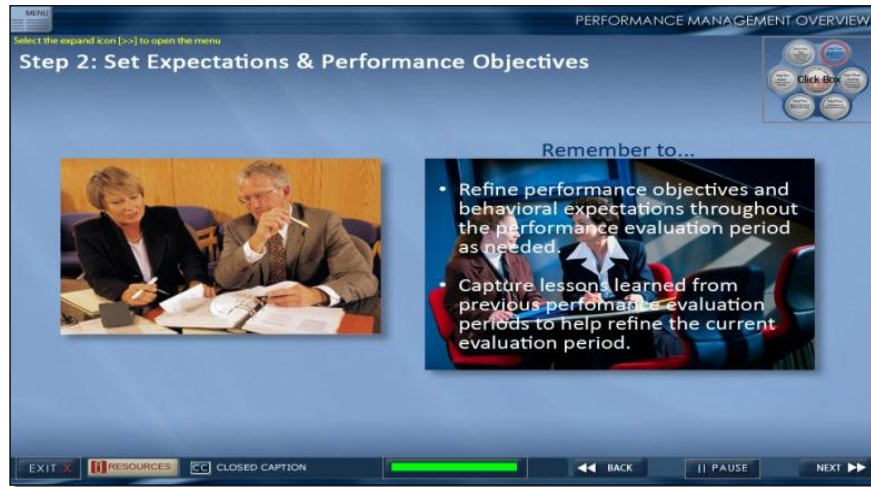 MENU
PERFORMANCE MANAGEMENT OVERVIEW
Select the expand icon [>>] to open the menu
Step 2: Set Expectations & Performance Objectives
Click Box
Remember to...
• Refine performance objectives and
behavioral expectations throughout
the performance evaluation period
as needed.
• Capture lessons learned from
previous perfomance evaluation
periods to help refine the current
evaluation period.
EXIT X
[i] RESOURCES
CC CLOSED CAPTION
BACK
|| PAUSE
NEXT